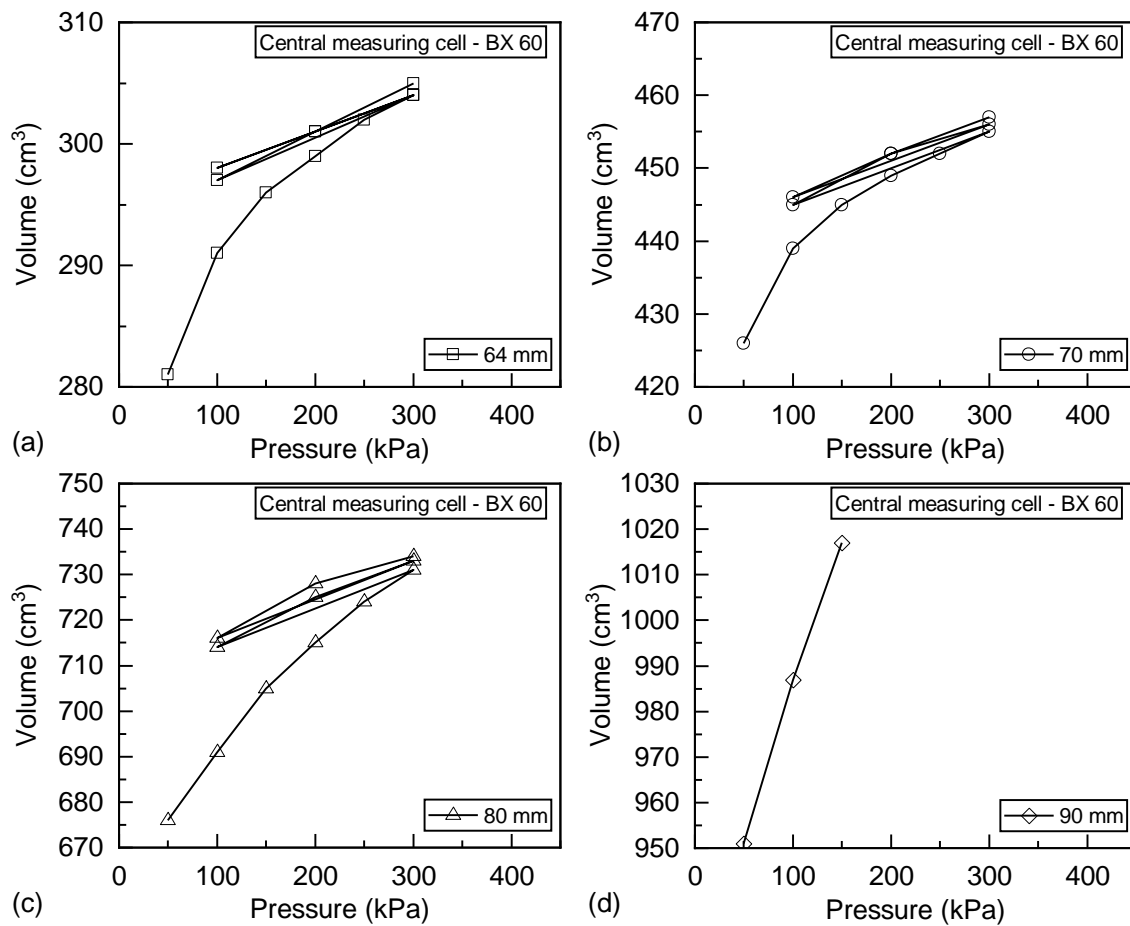 310
Central measuring cell - BX 60
300
290
280
Volume (cm³)
64 mm
0 100 200 300 400
Pressure (kPa)
(a)
470
Central measuring cell - BX 60
460
450
440
430
420
Volume (cm³)
70 mm
0 100 200 300 400
Pressure (kPa)
(b)
750
Central measuring cell - BX 60
740
730
720
710
700
690
680
670
Volume (cm³)
80 mm
0 100 200 300 400
Pressure (kPa)
(c)
1030
Central measuring cell - BX 60
1020
1010
1000
990
980
970
960
950
Volume (cm³)
90 mm
0 100 200 300 400
Pressure (kPa)
(d)